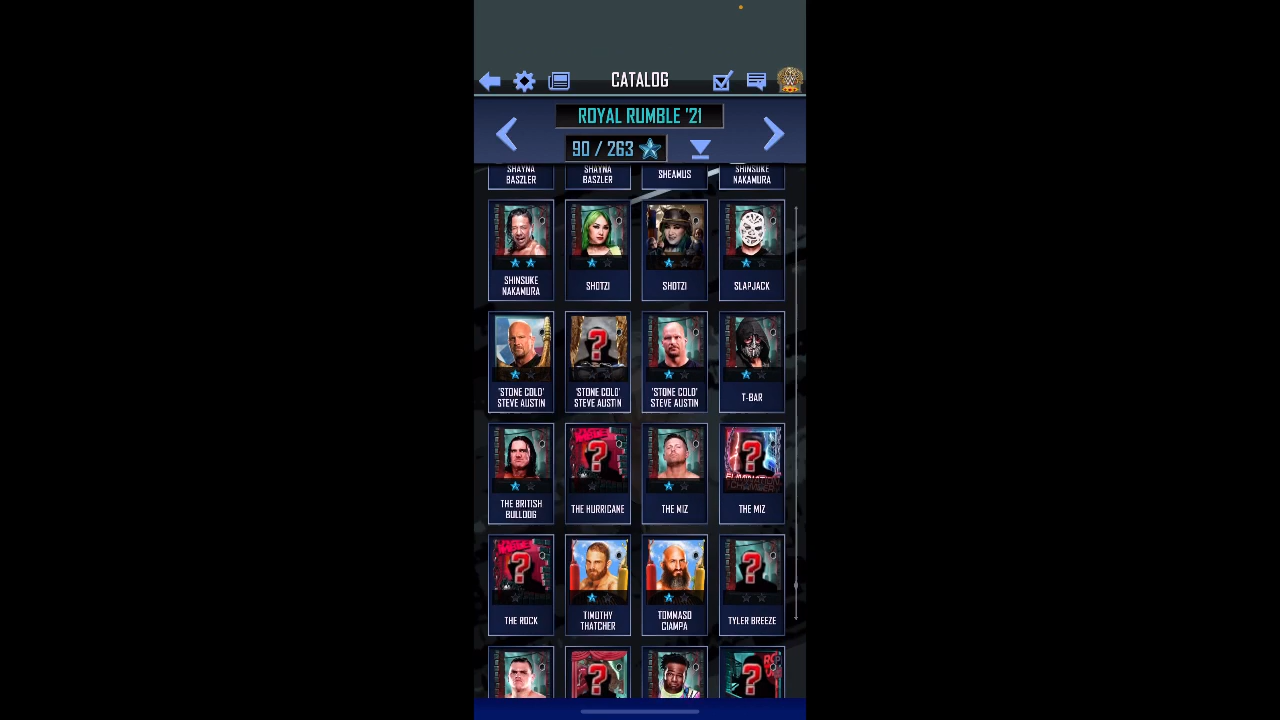 CATALOG
ROYAL RUMBLE '21
90 / 263
SHAYNA
BASZLER
SHAYNA
BASZLER
SHEAMUS
SHINSUKE
NAKAMURA
SHINSUKE
NAKAMURA
SHOTZI
SHOTZI
SLAPJACK
'STONE COLD'
STEVE AUSTIN
?
'STONE COLD'
STEVE AUSTIN
'STONE COLD'
STEVE AUSTIN
T-BAR
THE BRITISH
BULLDOG
?
THE HURRICANE
THE MIZ
?
ELIMINATION
CHAMBER
THE MIZ
?
THE ROCK
TIMOTHY
THATCHER
TOMMASO
CIAMPA
?
TYLER BREEZE
?
?